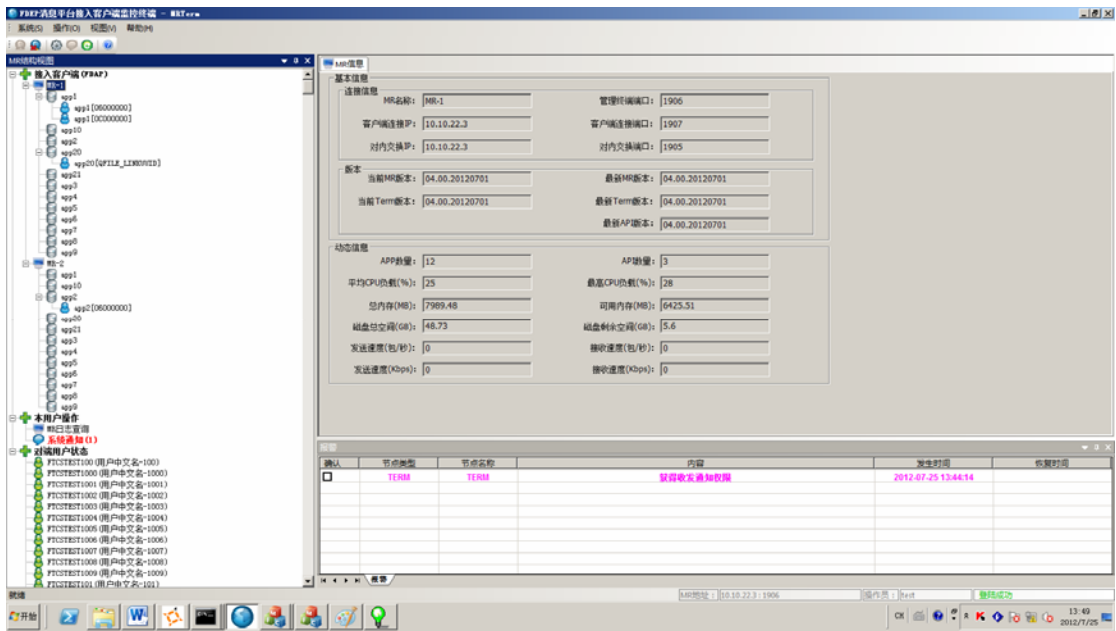 FDEP消息平台接入客户端监控终端 - MRTerm
系统(S) 操作(O) 视图(V) 帮助(H)
MR结构视图
接入客户端(FDAP)
MR-1
app1
app1[06000000]
app1[0C000000]
app10
app2
app20
app21
app3
app4
app5
app6
app7
app8
app9
MR-2
app1
app10
app2
app2[06000000]
app20
app21
app3
app4
app5
app6
app7
app8
app9
本用户操作
MR日志查询
系统通知(1)
对端用户状态
FTCSTEST100(用户中文名-100)
FTCSTEST1000(用户中文名-1000)
FTCSTEST1001(用户中文名-1001)
FTCSTEST1002(用户中文名-1002)
FTCSTEST1003(用户中文名-1003)
FTCSTEST1004(用户中文名-1004)
FTCSTEST1005(用户中文名-1005)
FTCSTEST1006(用户中文名-1006)
FTCSTEST1007(用户中文名-1007)
FTCSTEST1008(用户中文名-1008)
FTCSTEST1009(用户中文名-1009)
FTCSTEST101(用户中文名-101)
MR信息
基本信息
连接信息
MR名称: MR-1 管理终端端口: 1906
客户端连接IP: 10.10.22.3 客户端连接端口: 1907
对内交换IP: 10.10.22.3 对内交换端口: 1905
版本
当前MR版本: 04.00.20120701 最新MR版本: 04.00.20120701
当前Term版本: 04.00.20120701 最新Term版本: 04.00.20120701
最新API版本: 04.00.20120701
动态信息
APP数量: 12 API数量: 3
平均CPU负载(%): 25 最高CPU负载(%): 28
总内存(MB): 7989.48 可用内存(MB): 6425.51
磁盘总空间(GB): 48.73 磁盘剩余空间(GB): 5.6
发送速度(包/秒): 0 接收速度(包/秒): 0
发送速度(Kbps): 0 接收速度(Kbps): 0
报警
确认 节点类型 节点名称 内容 发生时间 恢复时间
TERM TERM 获得收发通知权限 2012-07-25 13:44:14
报警
就绪 MR地址: 10.10.22.3:1906 操作员: test 登陆成功
开始 CH 13:49
2012/7/25